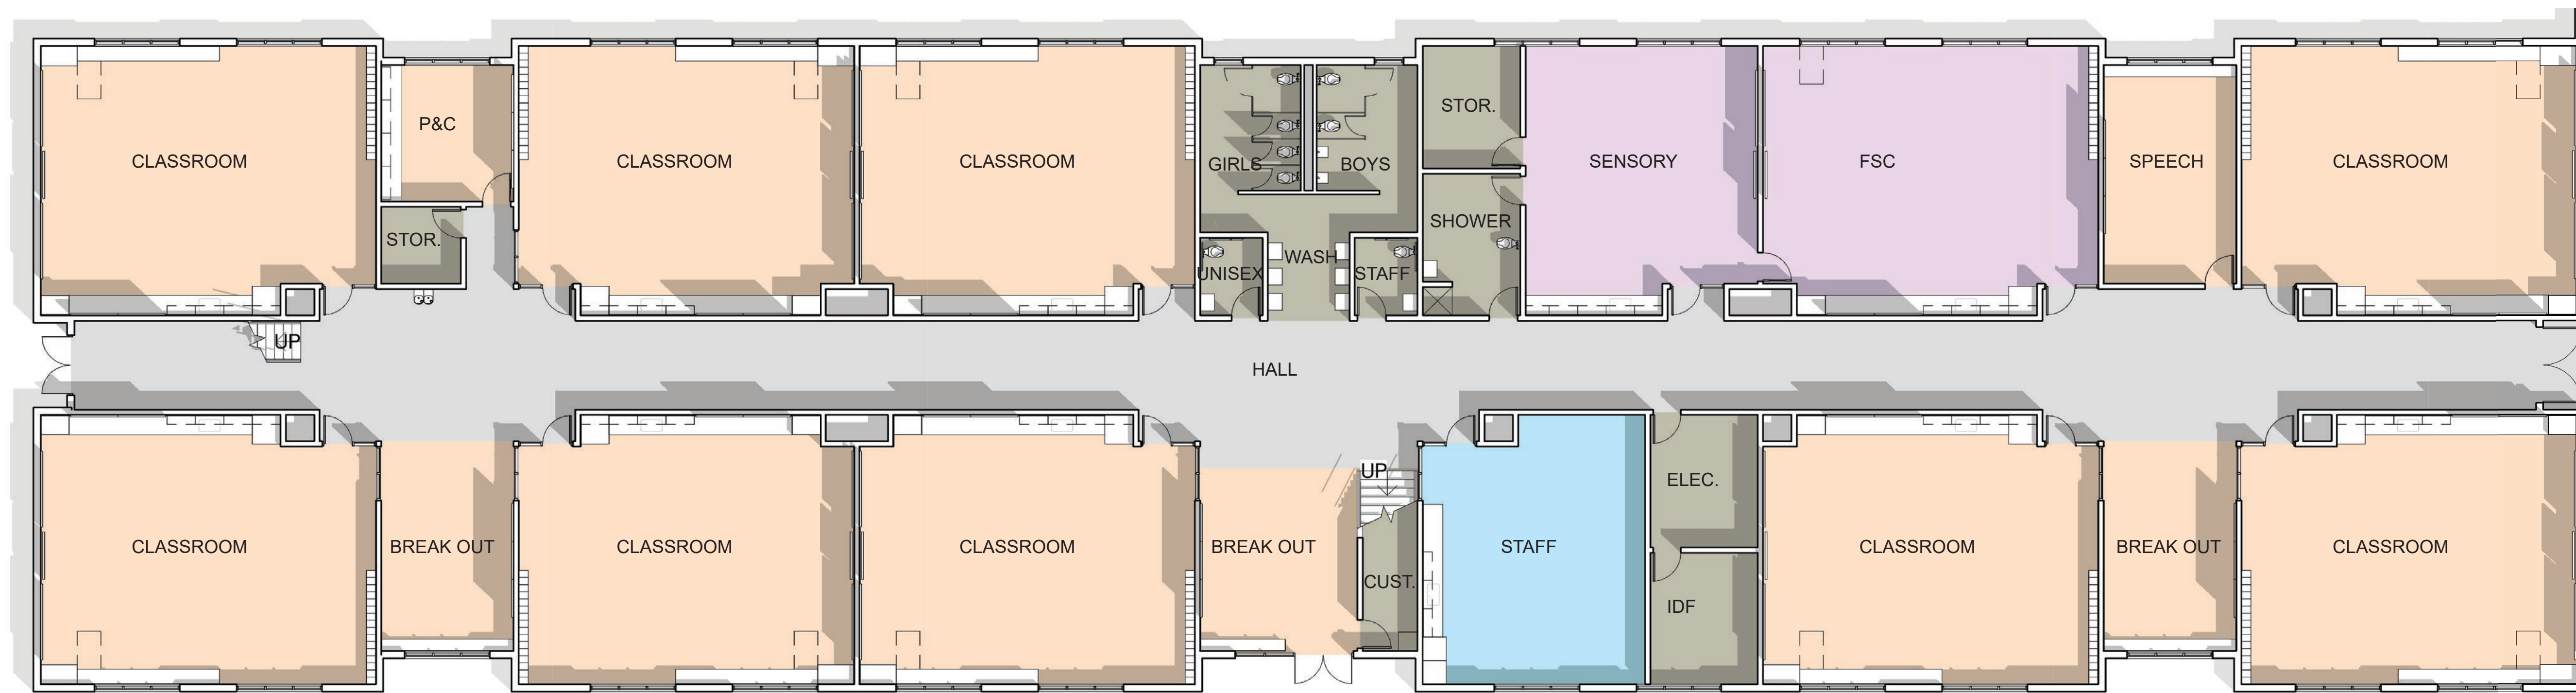 CLASSROOM
P&C
STOR.
CLASSROOM
CLASSROOM
GIRLS
BOYS
UNISEX
WASH
STAFF
STOR.
SHOWER
SENSORY
FSC
SPEECH
CLASSROOM
UP
HALL
CLASSROOM
BREAK OUT
CLASSROOM
CLASSROOM
BREAK OUT
UP
CUST.
STAFF
ELEC.
IDF
CLASSROOM
BREAK OUT
CLASSROOM